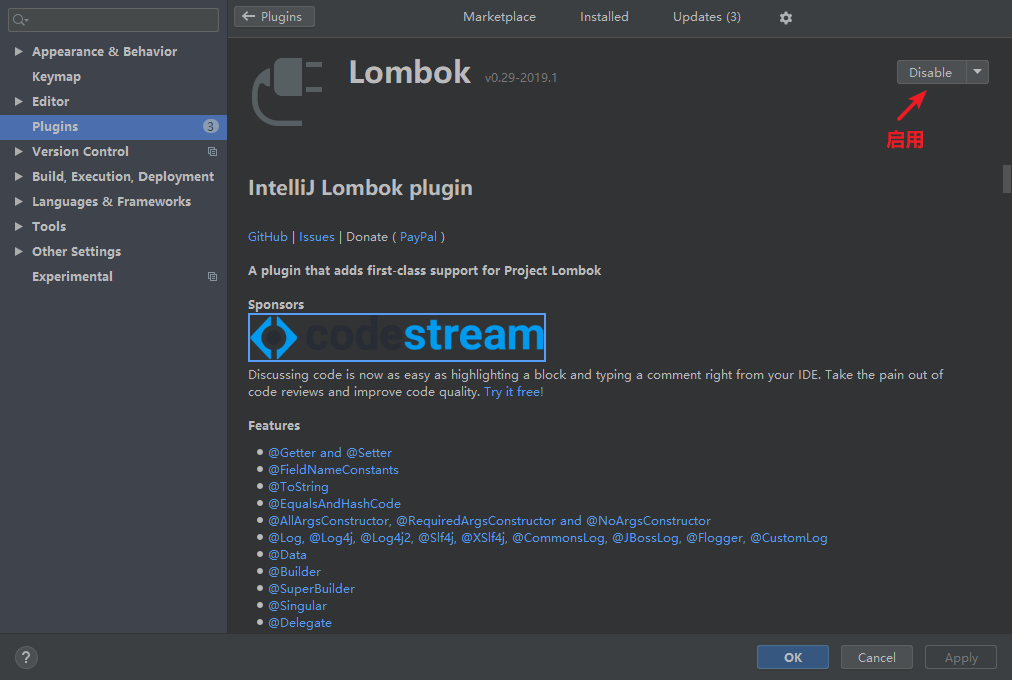 Plugins
Marketplace
Installed
Updates (3)
Appearance & Behavior
Keymap
Editor
Plugins 3
Version Control
Build, Execution, Deployment
Languages & Frameworks
Tools
Other Settings
Experimental
Lombok v0.29-2019.1
Disable
启用
IntelliJ Lombok plugin
GitHub | Issues | Donate ( PayPal )
A plugin that adds first-class support for Project Lombok
Sponsors
codestream
Discussing code is now as easy as highlighting a block and typing a comment right from your IDE. Take the pain out of
code reviews and improve code quality. Try it free!
Features
@Getter and @Setter
@FieldNameConstants
@ToString
@EqualsAndHashCode
@AllArgsConstructor, @RequiredArgsConstructor and @NoArgsConstructor
@Log, @Log4j, @Log4j2, @Slf4j, @XSlf4j, @CommonsLog, @JBossLog, @Flogger, @CustomLog
@Data
@Builder
@SuperBuilder
@Singular
@Delegate
?
OK
Cancel
Apply